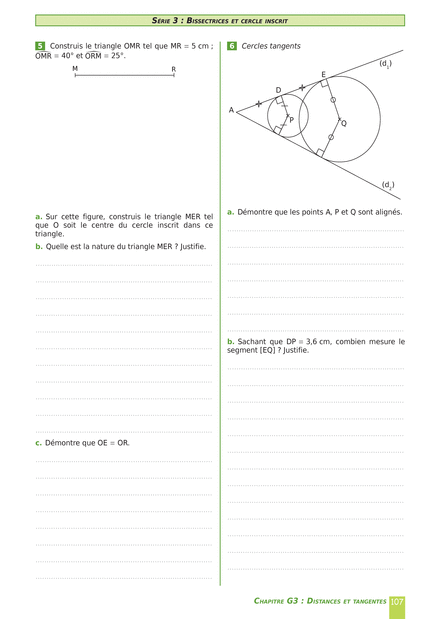 SÉRIE 3 : BISSECTRICES ET CERCLE INSCRIT
5 Construis le triangle OMR tel que MR = 5 cm ;
OMR = 40° et ORM = 25°.
M R
a. Sur cette figure, construis le triangle MER tel
que O soit le centre du cercle inscrit dans ce
triangle.
b. Quelle est la nature du triangle MER ? Justifie.
c. Démontre que OE = OR.
6 Cercles tangents
(d1)
E
D
A
P
Q
(d2)
a. Démontre que les points A, P et Q sont alignés.
b. Sachant que DP = 3,6 cm, combien mesure le
segment [EQ] ? Justifie.
CHAPITRE G3 : DISTANCES ET TANGENTES 107